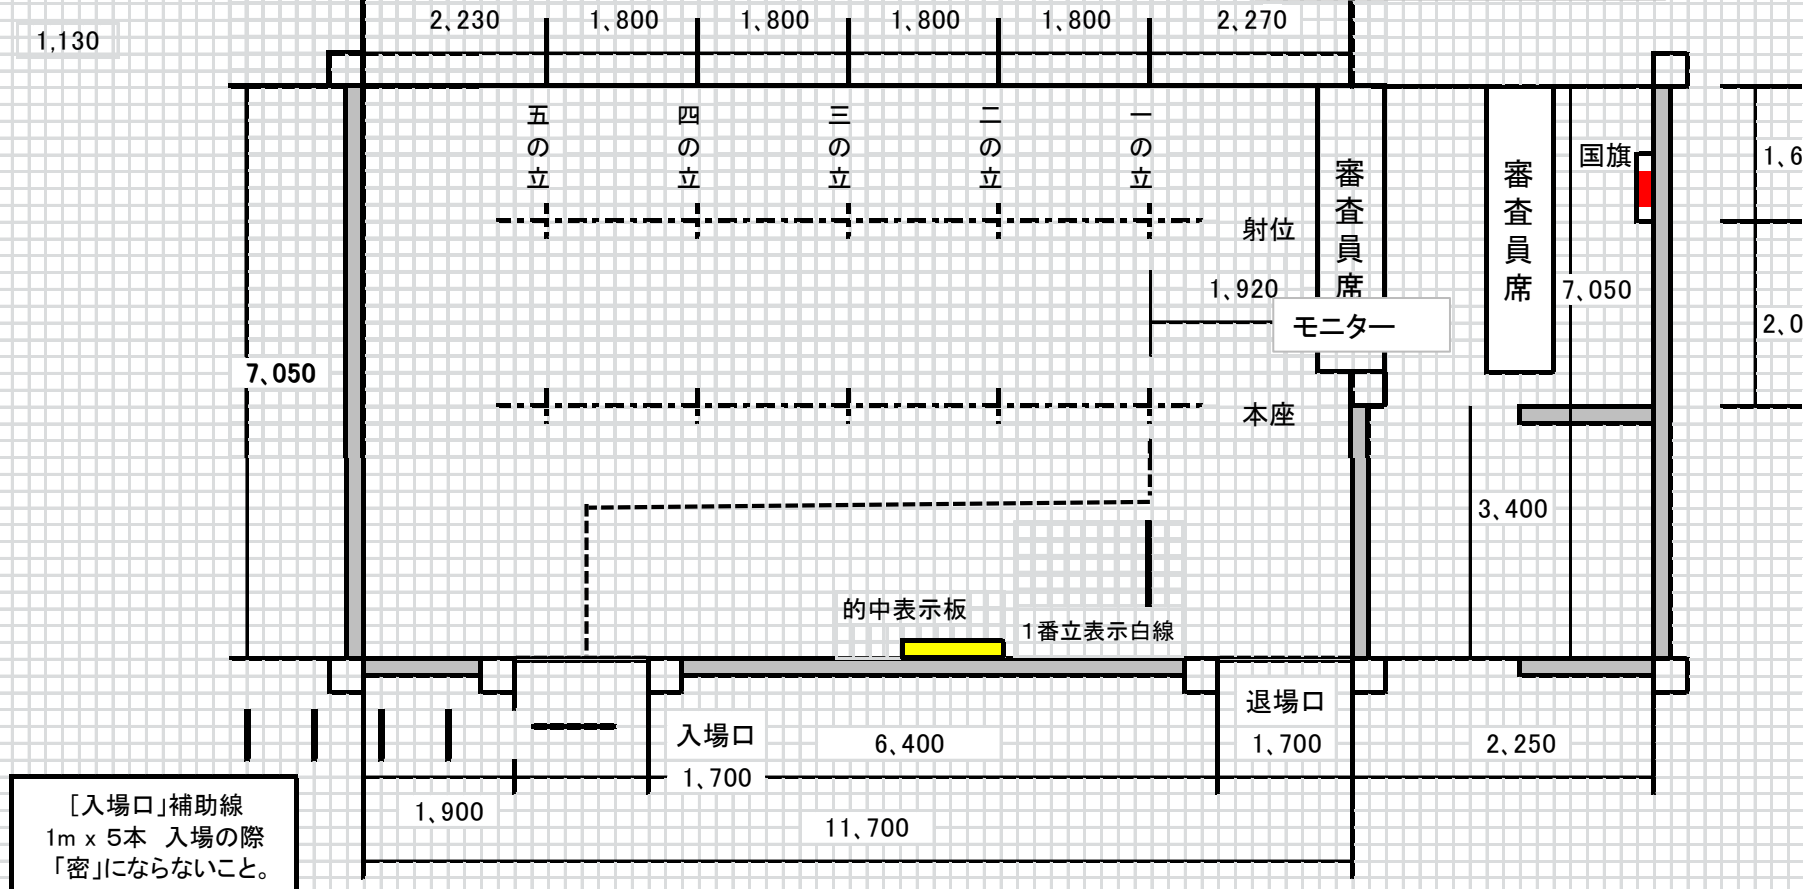 2,230
1,800
1,800
1,800
1,800
2,270
1,130
五の立
四の立
三の立
二の立
一の立
審査員席
審査員席
国旗
射位
1,920
モニター
7,050
7,050
本座
3,400
的中表示板
1番立表示白線
入場口
1,700
6,400
退場口
1,700
2,250
1,900
11,700
［入場口」補助線
1m x 5本　入場の際
「密」にならないこと。